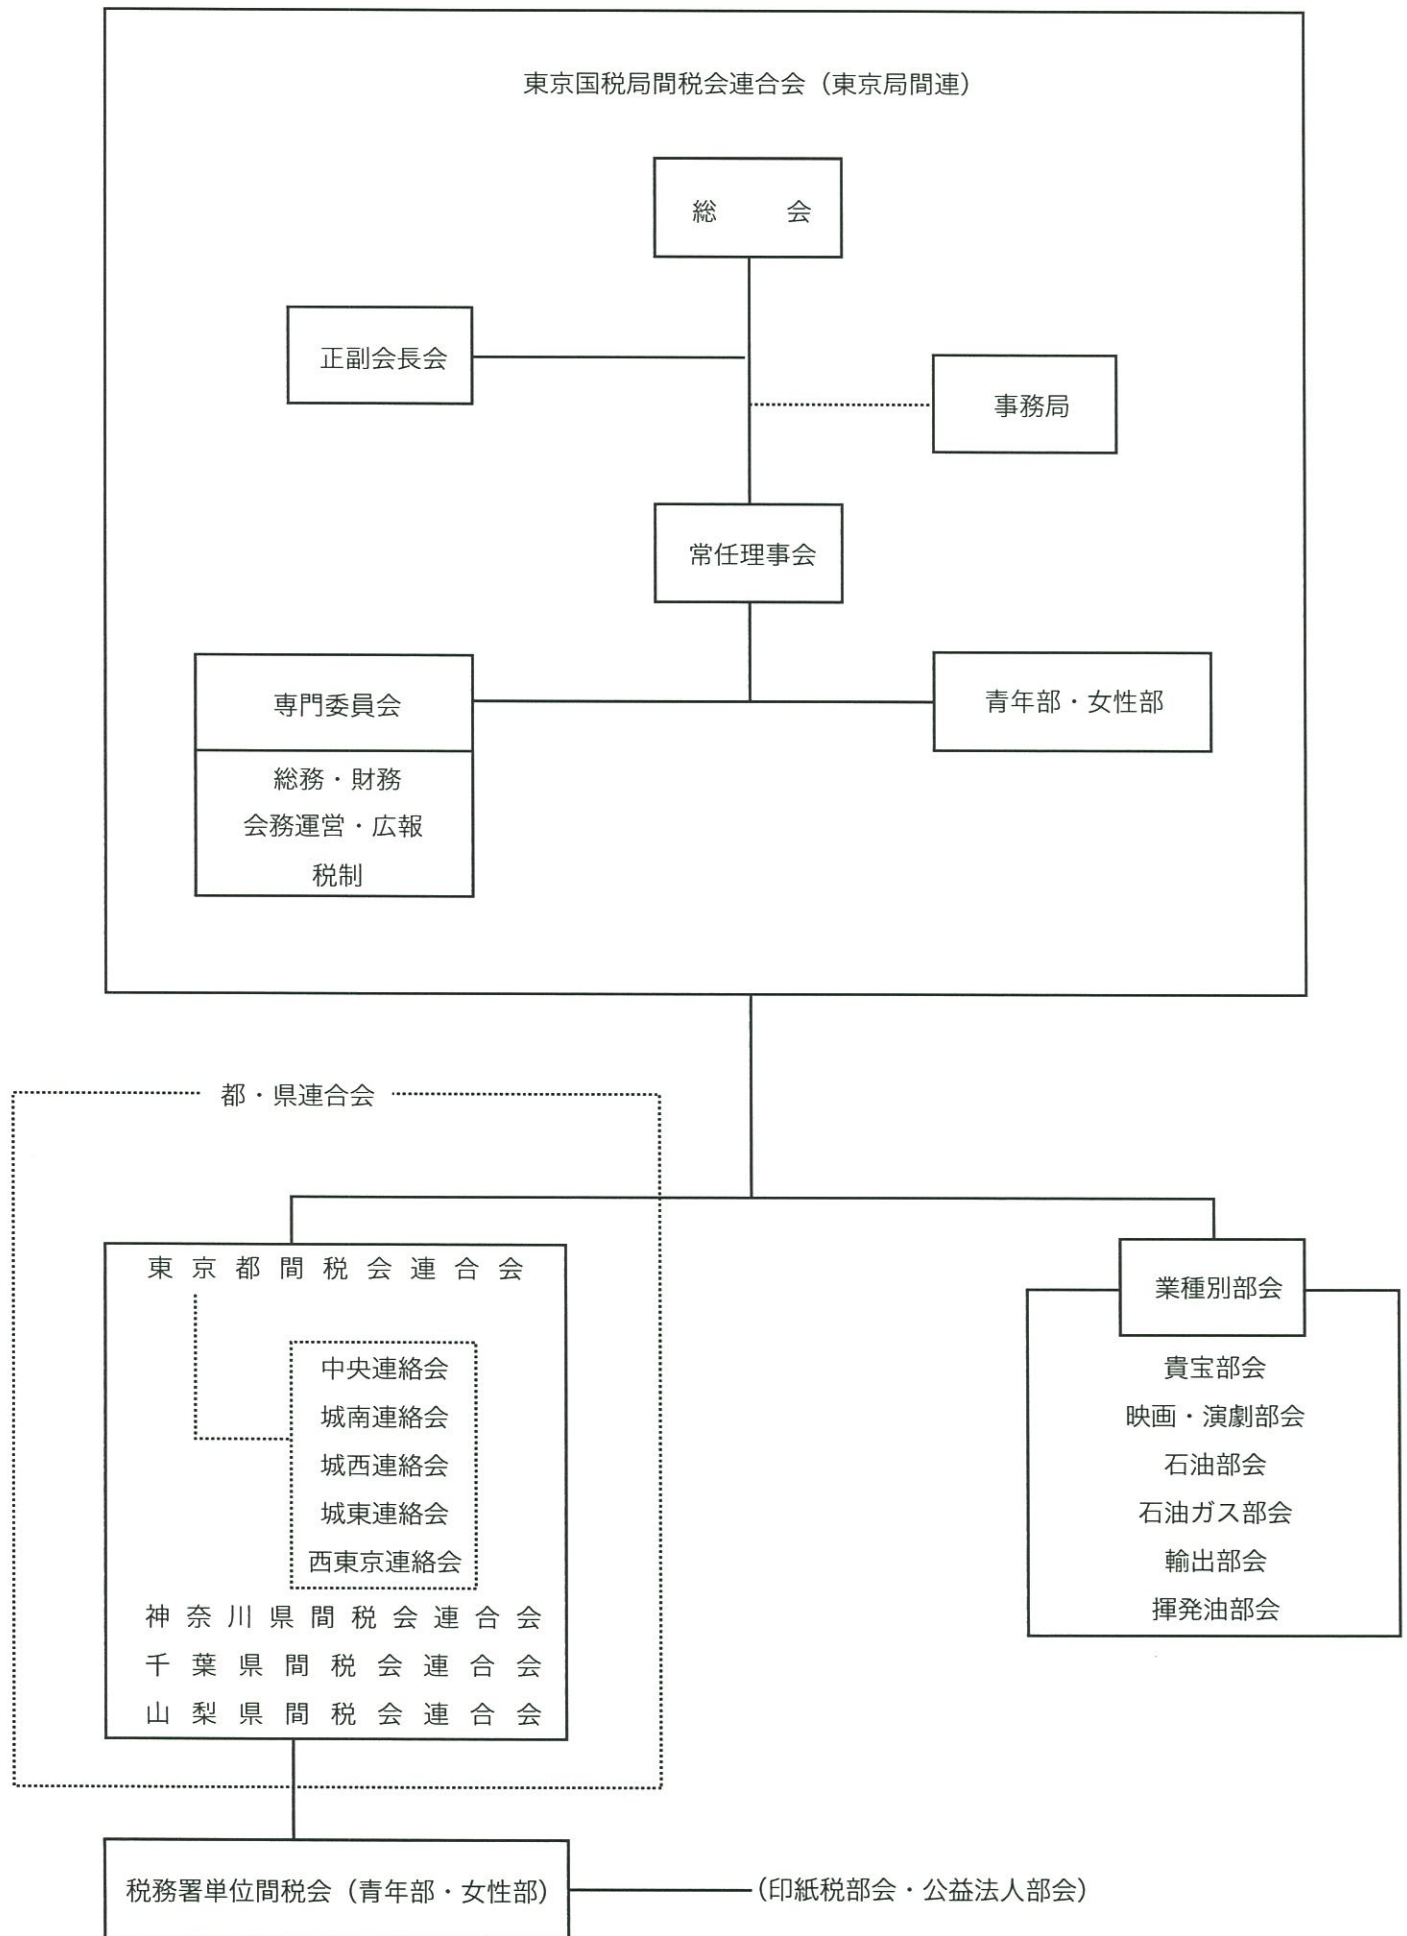 東京国税局間税会連合会（東京局間連）
総　会
正副会長会
事務局
常任理事会
専門委員会
青年部・女性部
総務・財務
会務運営・広報
税制
都・県連合会
東京都間税会連合会
中央連絡会
城南連絡会
城西連絡会
城東連絡会
西東京連絡会
神奈川県間税会連合会
千葉県間税会連合会
山梨県間税会連合会
業種別部会
貴宝部会
映画・演劇部会
石油部会
石油ガス部会
輸出部会
揮発油部会
税務署単位間税会（青年部・女性部）
（印紙税部会・公益法人部会）